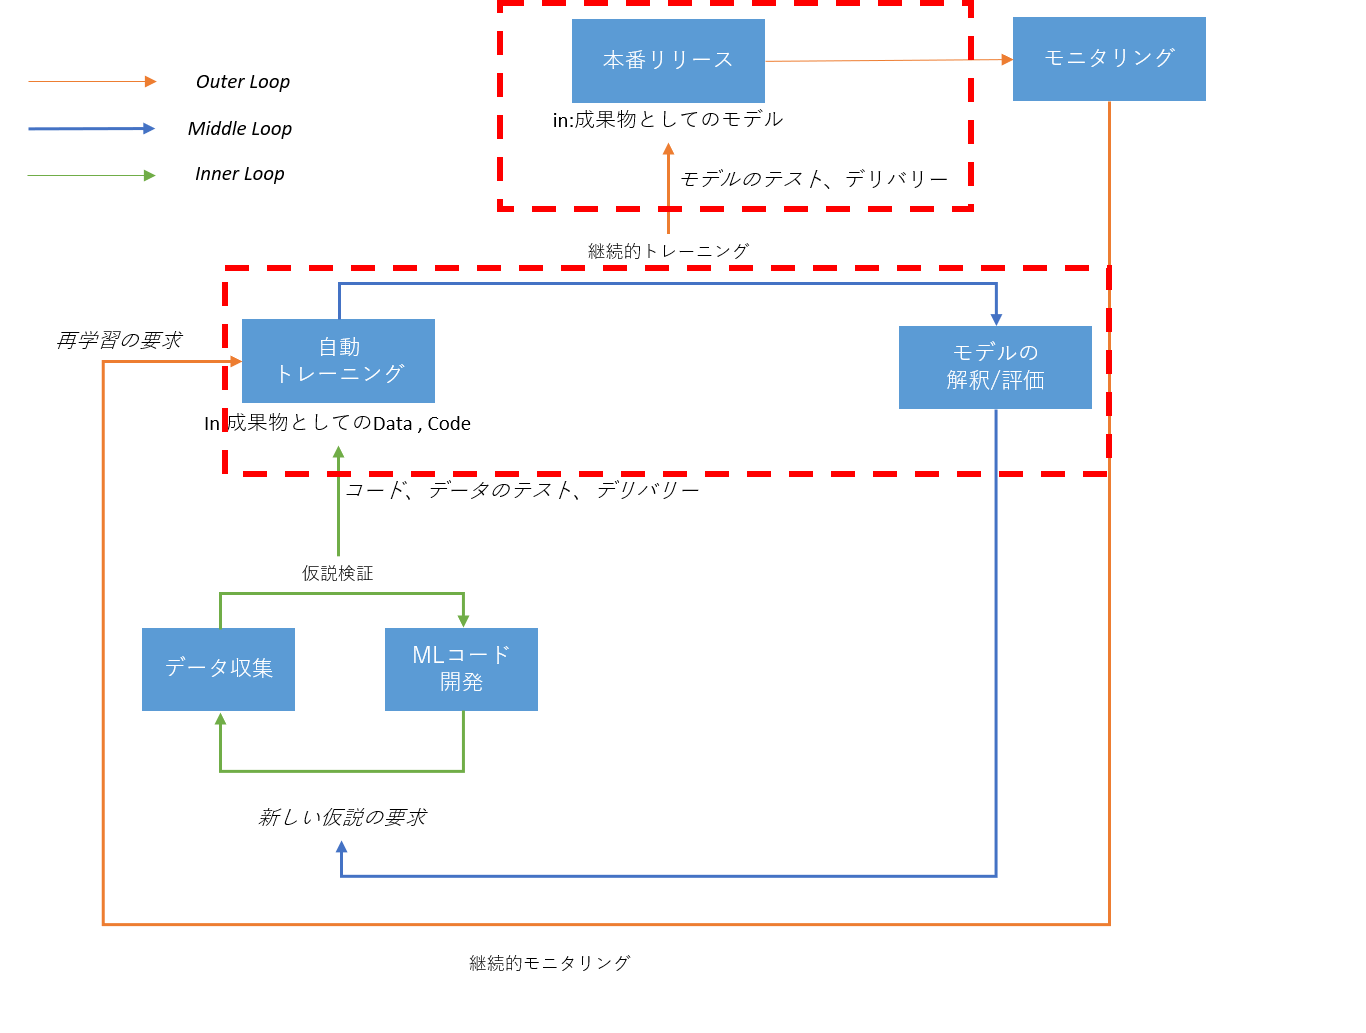 本番リリース
モニタリング
Outer Loop
in:成果物としてのモデル
Middle Loop
Inner Loop
モデルのテスト、デリバリー
継続的トレーニング
再学習の要求
自動
トレーニング
モデルの
解釈/評価
In:成果物としてのData , Code
コード、データのテスト、デリバリー
仮説検証
データ収集
MLコード
開発
新しい仮説の要求
継続的モニタリング